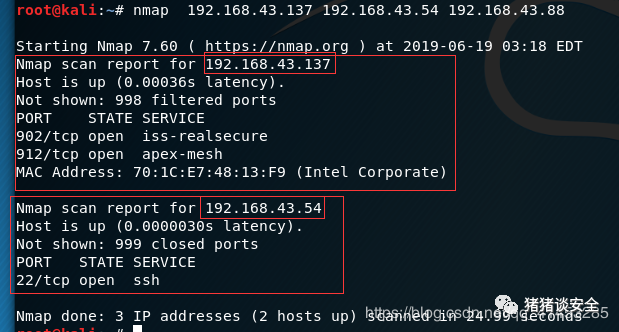 root@kali:~# nmap  192.168.43.137 192.168.43.54 192.168.43.88
Starting Nmap 7.60 ( https://nmap.org ) at 2019-06-19 03:18 EDT
Nmap scan report for 192.168.43.137
Host is up (0.00036s latency).
Not shown: 998 filtered ports
PORT    STATE SERVICE
902/tcp open  iss-realsecure
912/tcp open  apex-mesh
MAC Address: 70:1C:E7:48:13:F9 (Intel Corporate)
Nmap scan report for 192.168.43.54
Host is up (0.0000030s latency).
Not shown: 999 closed ports
PORT   STATE SERVICE
22/tcp open  ssh
猪猪谈安全
Nmap done: 3 IP addresses (2 hosts up) scanned in 24.99 seconds
https://blog.csdn.net
root@kali:~#